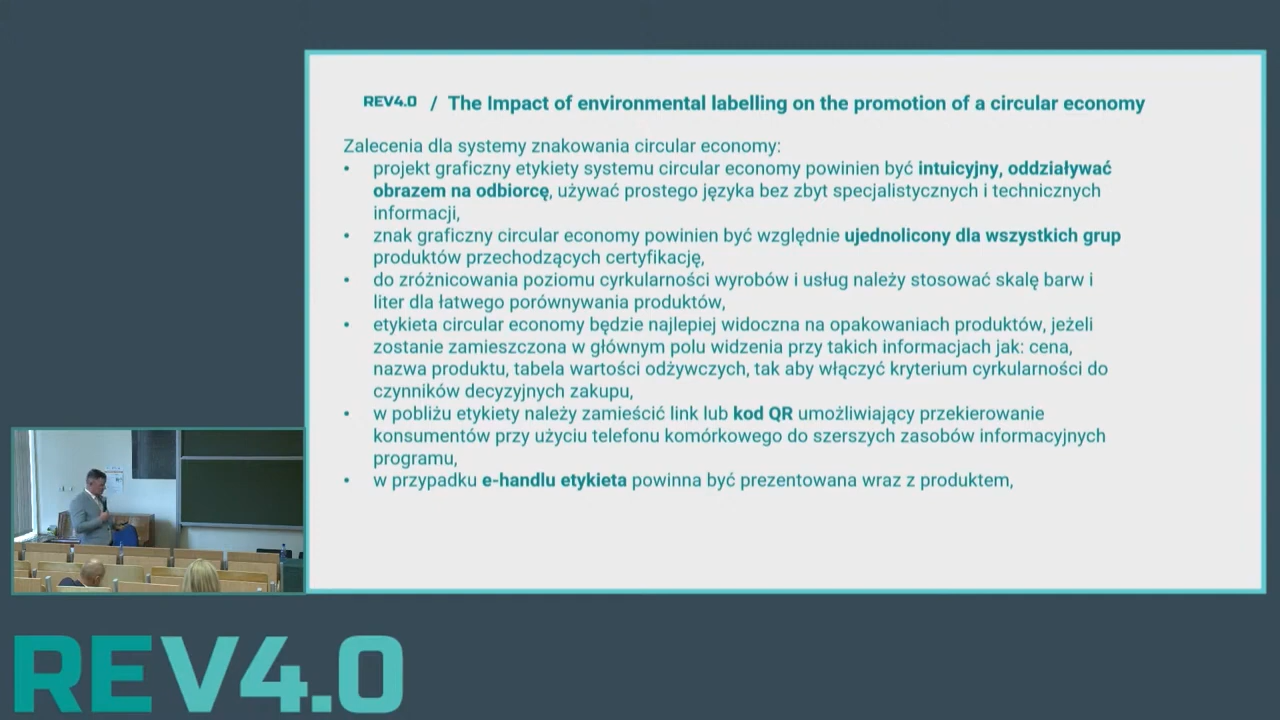 REV4.0 / The Impact of environmental labelling on the promotion of a circular economy
Zalecenia dla systemy znakowania circular economy:
• projekt graficzny etykiety systemu circular economy powinien być intuicyjny, oddziaływać
obrazem na odbiorcę, używać prostego języka bez zbyt specjalistycznych i technicznych
informacji,
• znak graficzny circular economy powinien być względnie ujednolicony dla wszystkich grup
produktów przechodzących certyfikację,
• do zróżnicowania poziomu cyrkularności wyrobów i usług należy stosować skalę barw i
liter dla łatwego porównywania produktów,
• etykieta circular economy będzie najlepiej widoczna na opakowaniach produktów, jeżeli
zostanie zamieszczona w głównym polu widzenia przy takich informacjach jak: cena,
nazwa produktu, tabela wartości odżywczych, tak aby włączyć kryterium cyrkularności do
czynników decyzyjnych zakupu,
• w pobliżu etykiety należy zamieścić link lub kod QR umożliwiający przekierowanie
konsumentów przy użyciu telefonu komórkowego do szerszych zasobów informacyjnych
programu,
• w przypadku e-handlu etykieta powinna być prezentowana wraz z produktem,
REV4.0